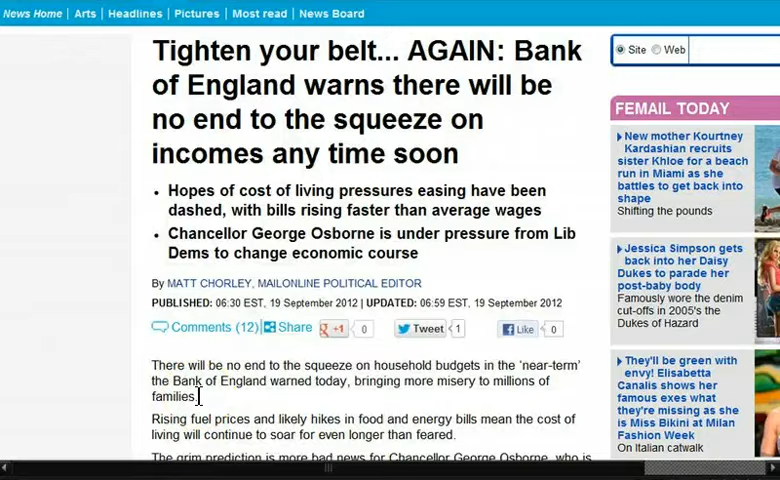 News Home | Arts | Headlines | Pictures | Most read | News Board
Tighten your belt... AGAIN: Bank
of England warns there will be
no end to the squeeze on
incomes any time soon
• Hopes of cost of living pressures easing have been
dashed, with bills rising faster than average wages
• Chancellor George Osborne is under pressure from Lib
Dems to change economic course
By MATT CHORLEY, MAILONLINE POLITICAL EDITOR
PUBLISHED: 06:30 EST, 19 September 2012 | UPDATED: 06:59 EST, 19 September 2012
Comments (12) | Share
g +1 0
Tweet 1
Like 0
There will be no end to the squeeze on household budgets in the ‘near-term’
the Bank of England warned today, bringing more misery to millions of
families.
Rising fuel prices and likely hikes in food and energy bills mean the cost of
living will continue to soar for even longer than feared.
The grim prediction is more bad news for Chancellor George Osborne, who is
Site Web
FEMAIL TODAY
New mother Kourtney
Kardashian recruits
sister Khloe for a beach
run in Miami as she
battles to get back into
shape
Shifting the pounds
Jessica Simpson gets
back into her Daisy
Dukes to parade her
post-baby body
Famously wore the denim
cut-offs in 2005's the
Dukes of Hazard
They'll be green with
envy! Elisabetta
Canalis shows her
famous exes what
they're missing as she
is Miss Bikini at Milan
Fashion Week
On Italian catwalk